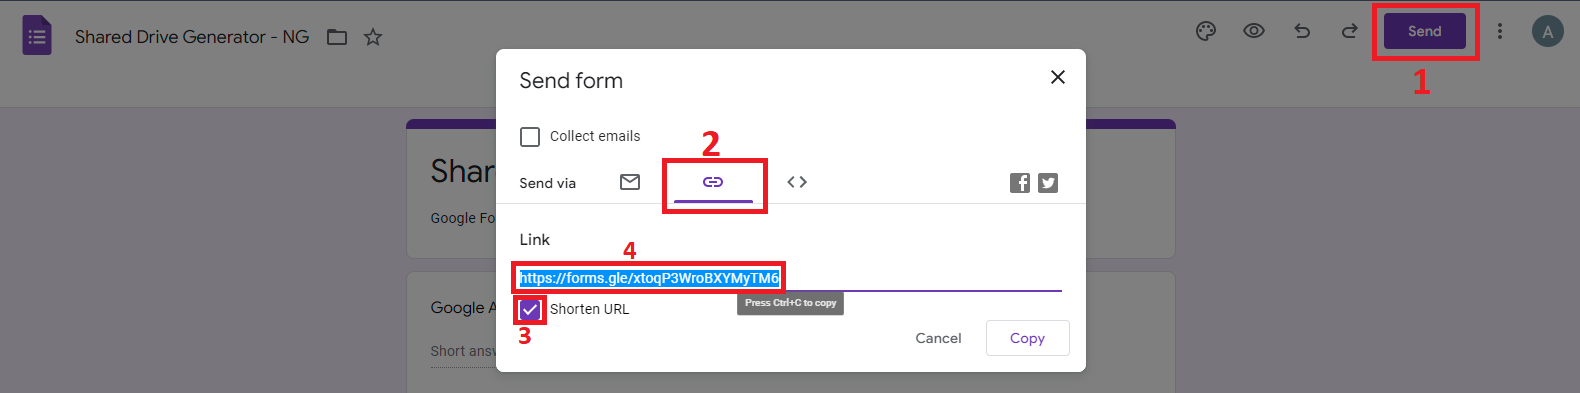 Shared Drive Generator - NG
Send
A
1
Send form
Collect emails
2
Send via
Shar
Google Fo
Link
4
https://forms.gle/xtoqP3WroBXYMyTM6
Press Ctrl+C to copy
Google A
Shorten URL
3
Short answ
Cancel
Copy